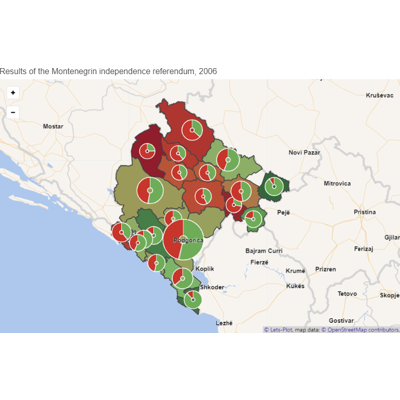 Results of the Montenegrin independence referendum, 2006
+
−
Kruševac
Mostar
Novi Pazar
Mitrovica
Pejë
Pristina
Ferizaj
Gjilan
Podgorica
Bajram Curri
Fierzë
Koplik
Krumë
Prizren
Shkoder
Kukës
Tetovo
Skopje
Gostivar
Lezhë
© Lets-Plot, map data: © OpenStreetMap contributors